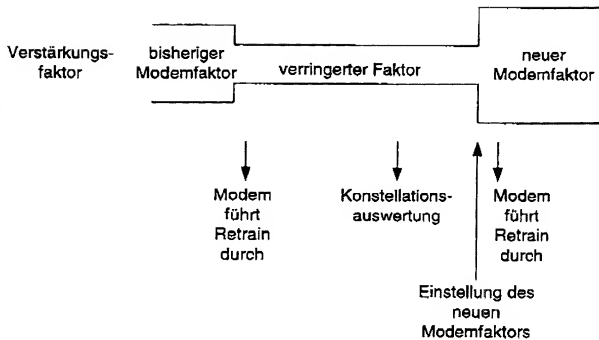 Verstärkungs-
faktor
bisheriger
Modemfaktor
verringerter Faktor
neuer
Modemfaktor
Modem
führt
Retrain
durch
Konstellations-
auswertung
Modem
führt
Retrain
durch
Einstellung des
neuen
Modemfaktors